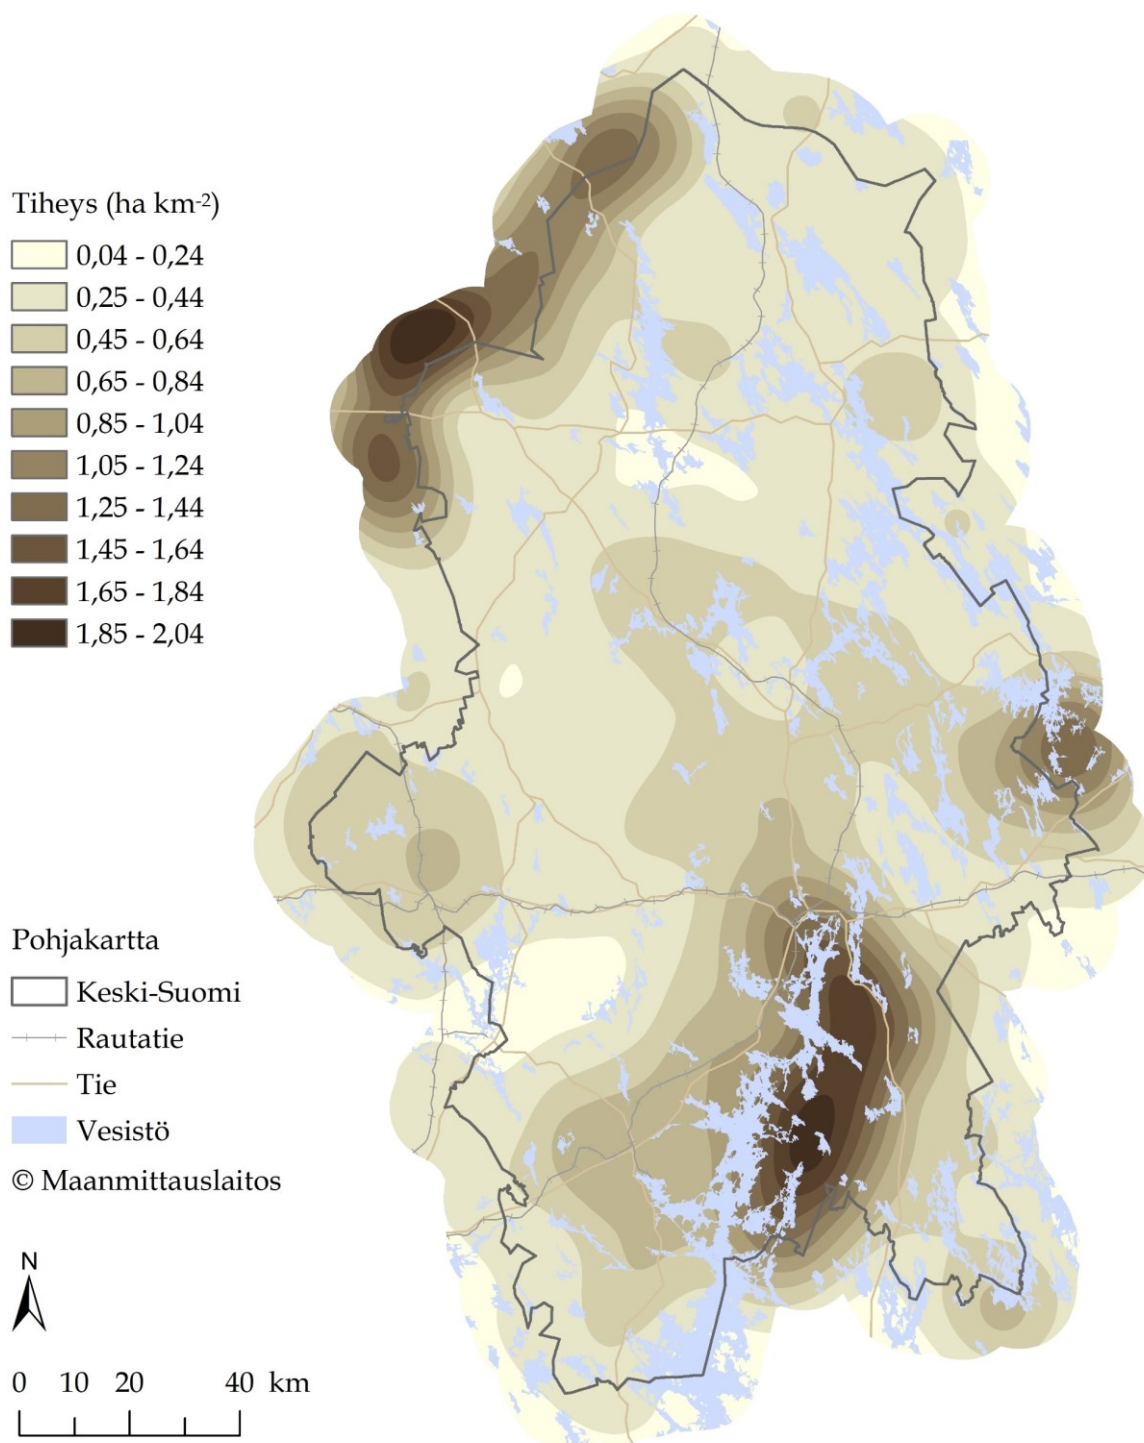 Tiheys (ha km-2)
0,04 - 0,24
0,25 - 0,44
0,45 - 0,64
0,65 - 0,84
0,85 - 1,04
1,05 - 1,24
1,25 - 1,44
1,45 - 1,64
1,65 - 1,84
1,85 - 2,04
Pohjakartta
Keski-Suomi
Rautatie
Tie
Vesistö
© Maanmittauslaitos
N
0 10 20 40 km